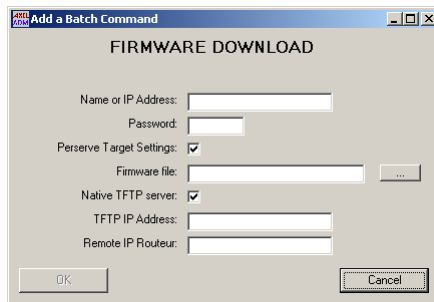 AXEL
ADM
Add a Batch Command
FIRMWARE DOWNLOAD
Name or IP Address:
Password:
Perserve Target Settings:
Firmware file:
...
Native TFTP server:
TFTP IP Address:
Remote IP Routeur:
OK
Cancel